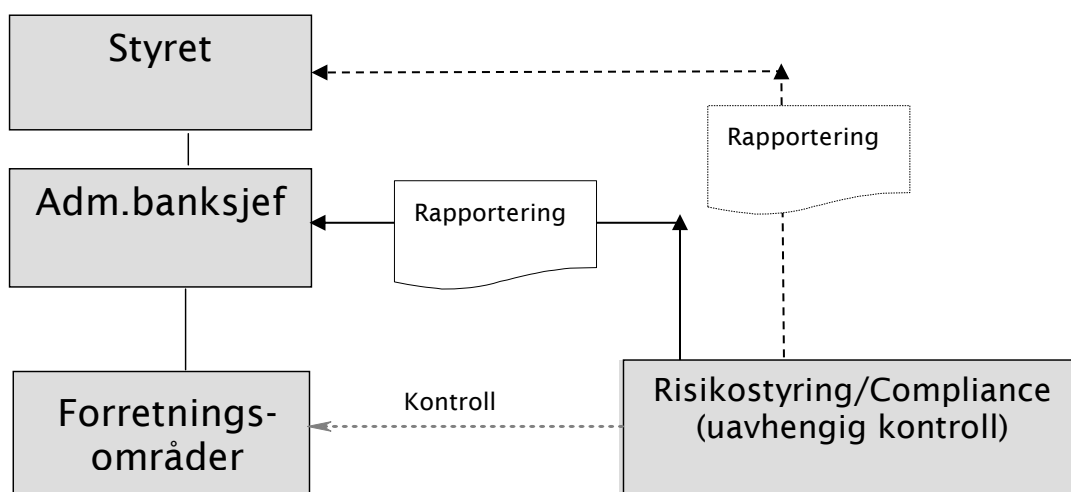 Styret
Rapportering
Adm.banksjef
Rapportering
Forretnings-
områder
Kontroll
Risikostyring/Compliance
(uavhengig kontroll)